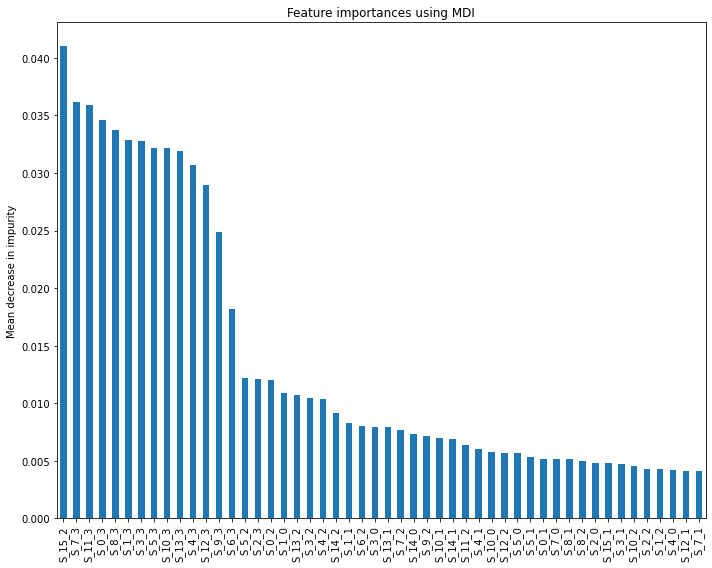 Feature importances using MDI
Mean decrease in impurity
0.040
0.035
0.030
0.025
0.020
0.015
0.010
0.005
0.000
S_15_2
S_7_3
S_11_3
S_0_3
S_8_3
S_1_3
S_3_3
S_5_3
S_10_3
S_13_3
S_4_3
S_12_3
S_9_3
S_6_3
S_5_2
S_2_3
S_0_2
S_1_0
S_13_2
S_3_2
S_4_2
S_14_2
S_1_1
S_6_2
S_3_0
S_13_1
S_7_2
S_14_0
S_9_2
S_10_1
S_14_1
S_11_2
S_4_1
S_10_0
S_12_2
S_5_0
S_5_1
S_0_1
S_7_0
S_8_1
S_8_2
S_2_0
S_15_1
S_3_1
S_10_2
S_2_2
S_1_2
S_4_0
S_12_1
S_7_1